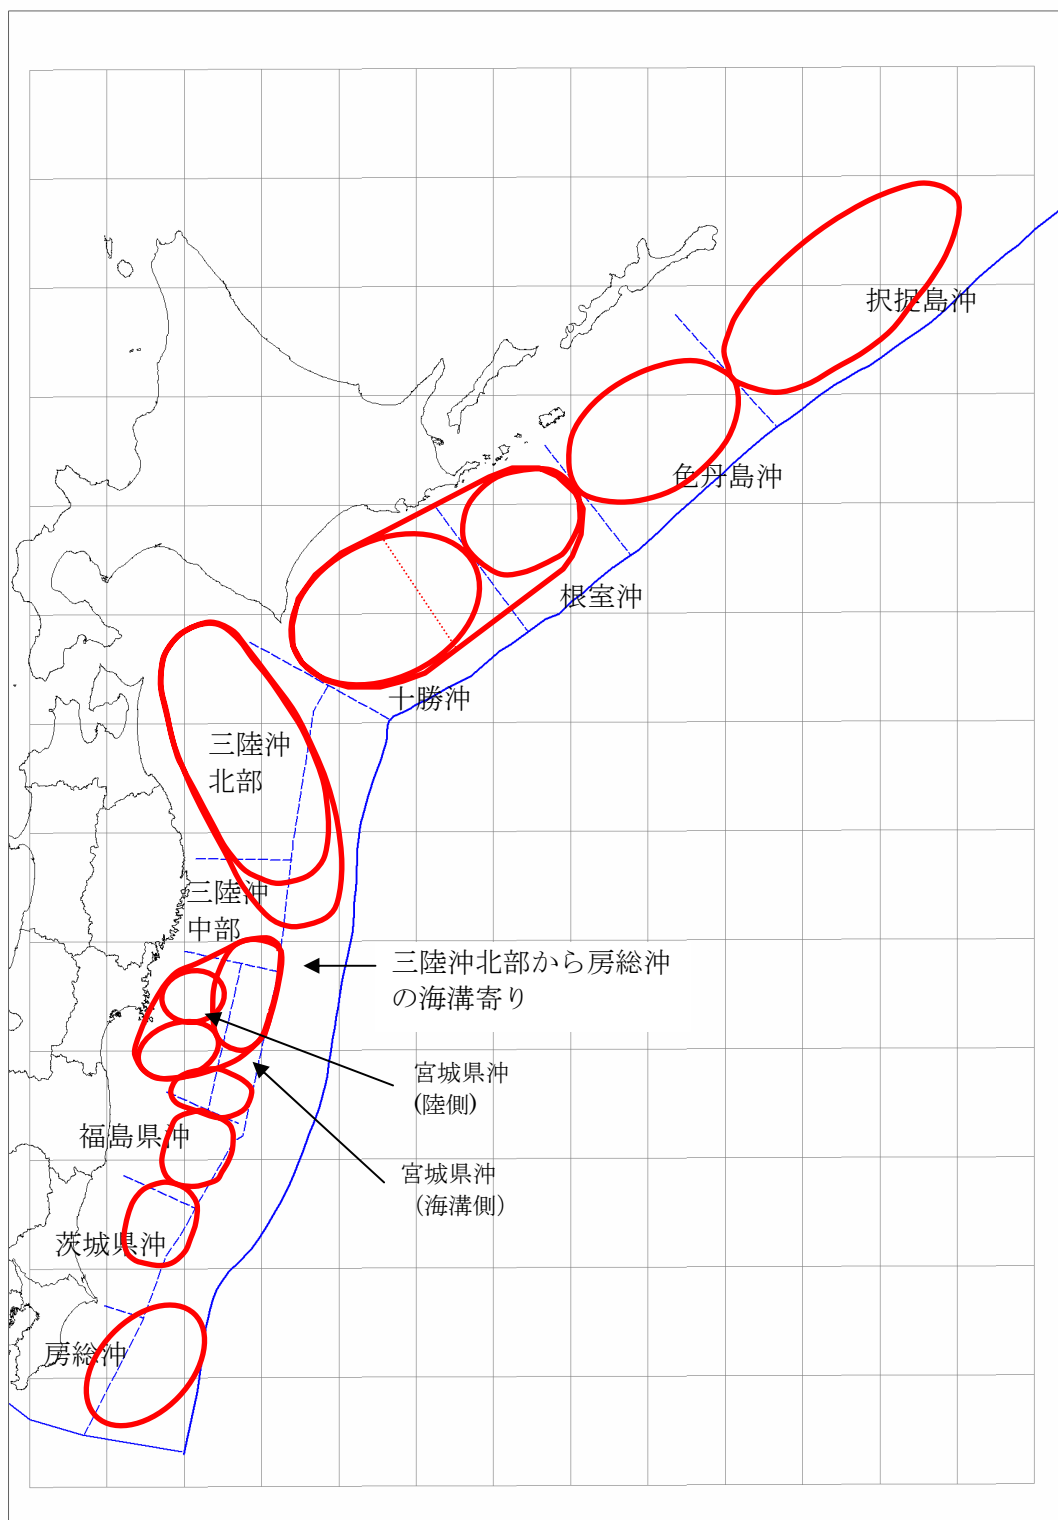 択捉島沖
色丹島沖
根室沖
十勝沖
三陸沖
北部
三陸沖
中部
三陸沖北部から房総沖
の海溝寄り
宮城県沖
(陸側)
福島県沖
宮城県沖
(海溝側)
茨城県沖
房総沖